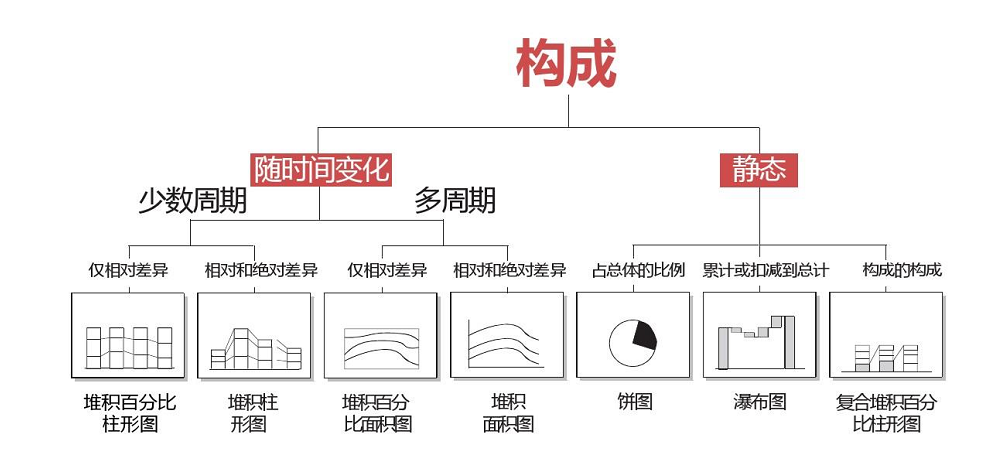 构成
随时间变化
静态
少数周期
多周期
仅相对差异
相对和绝对差异
仅相对差异
相对和绝对差异
占总体的比例
累计或扣减到总计
构成的构成
堆积百分比
柱形图
堆积柱
形图
堆积百分
比面积图
堆积
面积图
饼图
瀑布图
复合堆积百分
比柱形图